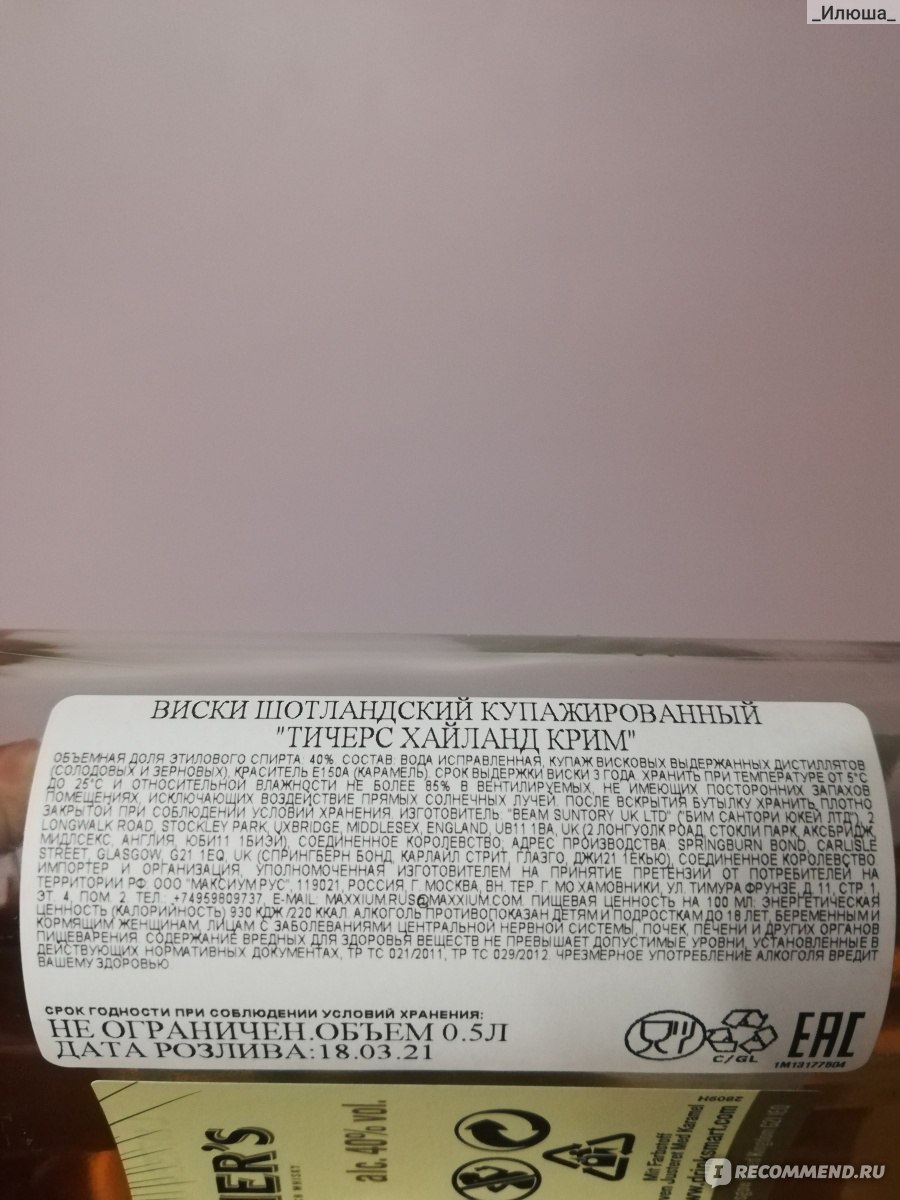 _Илюша_
ВИСКИ ШОТЛАНДСКИЙ КУПАЖИРОВАННЫЙ
"ТИЧЕРС ХАЙЛАНД КРИМ"
ОБЪЕМНАЯ ДОЛЯ ЭТИЛОВОГО СПИРТА: 40%. СОСТАВ: ВОДА ИСПРАВЛЕННАЯ, КУПАЖ ВИСКОВЫХ ВЫДЕРЖАННЫХ ДИСТИЛЛЯТОВ
(СОЛОДОВЫХ И ЗЕРНОВЫХ), КРАСИТЕЛЬ Е150А (КАРАМЕЛЬ). СРОК ВЫДЕРЖКИ ВИСКИ 3 ГОДА. ХРАНИТЬ ПРИ ТЕМПЕРАТУРЕ ОТ 5°С
ДО 25°С И ОТНОСИТЕЛЬНОЙ ВЛАЖНОСТИ НЕ БОЛЕЕ 85% В ВЕНТИЛИРУЕМЫХ, НЕ ИМЕЮЩИХ ПОСТОРОННИХ ЗАПАХОВ
ПОМЕЩЕНИЯХ, ИСКЛЮЧАЮЩИХ ВОЗДЕЙСТВИЕ ПРЯМЫХ СОЛНЕЧНЫХ ЛУЧЕЙ. ПОСЛЕ ВСКРЫТИЯ БУТЫЛКУ ХРАНИТЬ ПЛОТНО
ЗАКРЫТОЙ ПРИ СОБЛЮДЕНИИ УСЛОВИЙ ХРАНЕНИЯ. ИЗГОТОВИТЕЛЬ: "BEAM SUNTORY UK LTD" ("БИМ САНТОРИ ЮКЕЙ ЛТД"), 2
LONGWALK ROAD, STOCKLEY PARK, UXBRIDGE, MIDDLESEX, ENGLAND, UB11 1BA, UK (2 ЛОНГУОЛК РОАД, СТОКЛИ ПАРК, АКСБРИДЖ,
МИДЛСЕКС, АНГЛИЯ, ЮБИ11 1БИЭЙ), СОЕДИНЕННОЕ КОРОЛЕВСТВО, АДРЕС ПРОИЗВОДСТВА: SPRINGBURN BOND, CARLISLE
STREET, GLASGOW, G21 1EQ, UK (СПРИНГБЁРН БОНД, КАРЛАЙЛ СТРИТ, ГЛАЗГО, ДЖИ21 1ЕКЬЮ), СОЕДИНЕННОЕ КОРОЛЕВСТВО.
ИМПОРТЕР И ОРГАНИЗАЦИЯ, УПОЛНОМОЧЕННАЯ ИЗГОТОВИТЕЛЕМ НА ПРИНЯТИЕ ПРЕТЕНЗИЙ ОТ ПОТРЕБИТЕЛЕЙ НА
ТЕРРИТОРИИ РФ: ООО "МАКСИУМ РУС", 119021, РОССИЯ, Г. МОСКВА, ВН. ТЕР. Г. МО ХАМОВНИКИ, УЛ. ТИМУРА ФРУНЗЕ, Д. 11, СТР. 1,
ЭТ. 4, ПОМ. 2. ТЕЛ.: +74959809737, E-MAIL: MAXXIUM.RUS@MAXXIUM.COM. ПИЩЕВАЯ ЦЕННОСТЬ НА 100 МЛ: ЭНЕРГЕТИЧЕСКАЯ
ЦЕННОСТЬ (КАЛОРИЙНОСТЬ) 930 КДЖ /220 ККАЛ. АЛКОГОЛЬ ПРОТИВОПОКАЗАН ДЕТЯМ И ПОДРОСТКАМ ДО 18 ЛЕТ, БЕРЕМЕННЫМ И
КОРМЯЩИМ ЖЕНЩИНАМ, ЛИЦАМ С ЗАБОЛЕВАНИЯМИ ЦЕНТРАЛЬНОЙ НЕРВНОЙ СИСТЕМЫ, ПОЧЕК, ПЕЧЕНИ И ДРУГИХ ОРГАНОВ
ПИЩЕВАРЕНИЯ. СОДЕРЖАНИЕ ВРЕДНЫХ ДЛЯ ЗДОРОВЬЯ ВЕЩЕСТВ НЕ ПРЕВЫШАЕТ ДОПУСТИМЫЕ УРОВНИ, УСТАНОВЛЕННЫЕ В
ДЕЙСТВУЮЩИХ НОРМАТИВНЫХ ДОКУМЕНТАХ, ТР ТС 021/2011, ТР ТС 029/2012. ЧРЕЗМЕРНОЕ УПОТРЕБЛЕНИЕ АЛКОГОЛЯ ВРЕДИТ
ВАШЕМУ ЗДОРОВЬЮ.
СРОК ГОДНОСТИ ПРИ СОБЛЮДЕНИИ УСЛОВИЙ ХРАНЕНИЯ:
НЕ ОГРАНИЧЕН.ОБЪЕМ 0.5Л
ДАТА РОЗЛИВА:18.03.21
C/GL
EAC
1M13177804
HER'S
alc. 40% vol.
Mit Farbstoff
Justeret Med Karamel
IRECOMMEND.RU